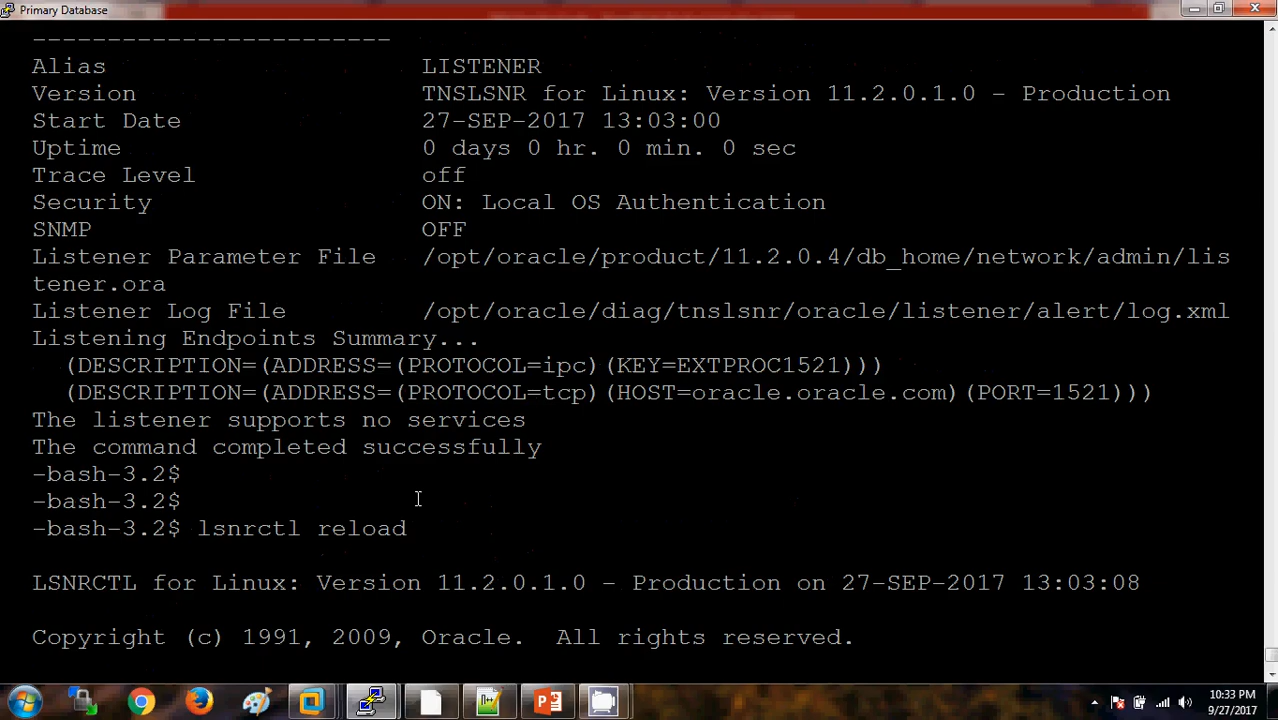 Primary Database
------------------------
Alias                     LISTENER
Version                   TNSLSNR for Linux: Version 11.2.0.1.0 - Production
Start Date                27-SEP-2017 13:03:00
Uptime                    0 days 0 hr. 0 min. 0 sec
Trace Level               off
Security                  ON: Local OS Authentication
SNMP                      OFF
Listener Parameter File   /opt/oracle/product/11.2.0.4/db_home/network/admin/lis
tener.ora
Listener Log File         /opt/oracle/diag/tnslsnr/oracle/listener/alert/log.xml
Listening Endpoints Summary...
  (DESCRIPTION=(ADDRESS=(PROTOCOL=ipc)(KEY=EXTPROC1521)))
  (DESCRIPTION=(ADDRESS=(PROTOCOL=tcp)(HOST=oracle.oracle.com)(PORT=1521)))
The listener supports no services
The command completed successfully
-bash-3.2$
-bash-3.2$
-bash-3.2$ lsnrctl reload
LSNRCTL for Linux: Version 11.2.0.1.0 - Production on 27-SEP-2017 13:03:08
Copyright (c) 1991, 2009, Oracle.  All rights reserved.
10:33 PM
9/27/2017